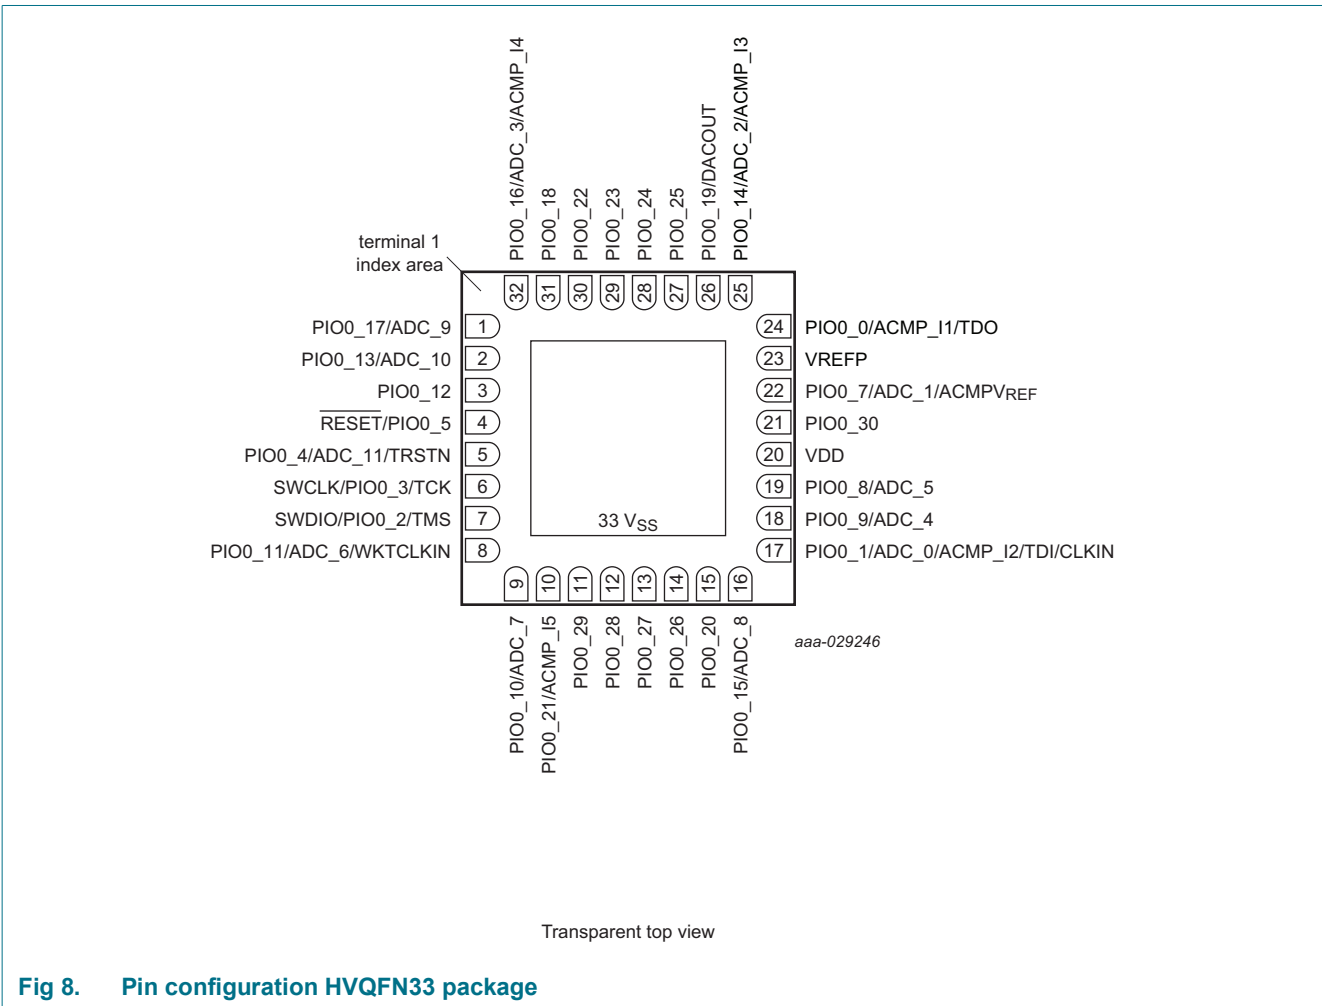 PIO0_16/ADC_3/ACMP_I4
PIO0_18
PIO0_22
PIO0_23
PIO0_24
PIO0_25
PIO0_19/DACOUT
PIO0_14/ADC_2/ACMP_I3
terminal 1
index area
32
31
30
29
28
27
26
25
PIO0_17/ADC_9 1
PIO0_13/ADC_10 2
PIO0_12 3
RESET/PIO0_5 4
PIO0_4/ADC_11/TRSTN 5
SWCLK/PIO0_3/TCK 6
SWDIO/PIO0_2/TMS 7
PIO0_11/ADC_6/WKTCLKIN 8
24 PIO0_0/ACMP_I1/TDO
23 VREFP
22 PIO0_7/ADC_1/ACMPVREF
21 PIO0_30
20 VDD
19 PIO0_8/ADC_5
18 PIO0_9/ADC_4
17 PIO0_1/ADC_0/ACMP_I2/TDI/CLKIN
33 VSS
9
10
11
12
13
14
15
16
PIO0_10/ADC_7
PIO0_21/ACMP_I5
PIO0_29
PIO0_28
PIO0_27
PIO0_26
PIO0_20
PIO0_15/ADC_8
aaa-029246
Transparent top view
Fig 8. Pin configuration HVQFN33 package